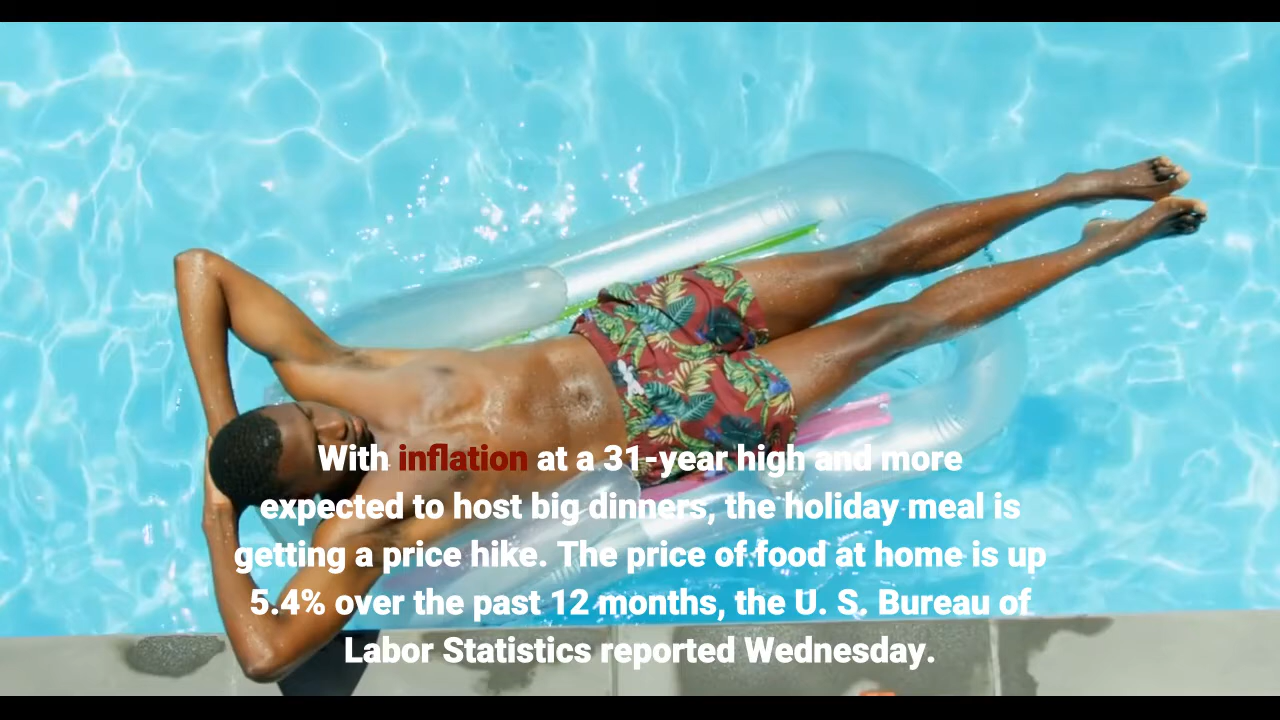 With inflation at a 31-year high and more
expected to host big dinners, the holiday meal is
getting a price hike. The price of food at home is up
5.4% over the past 12 months, the U. S. Bureau of
Labor Statistics reported Wednesday.